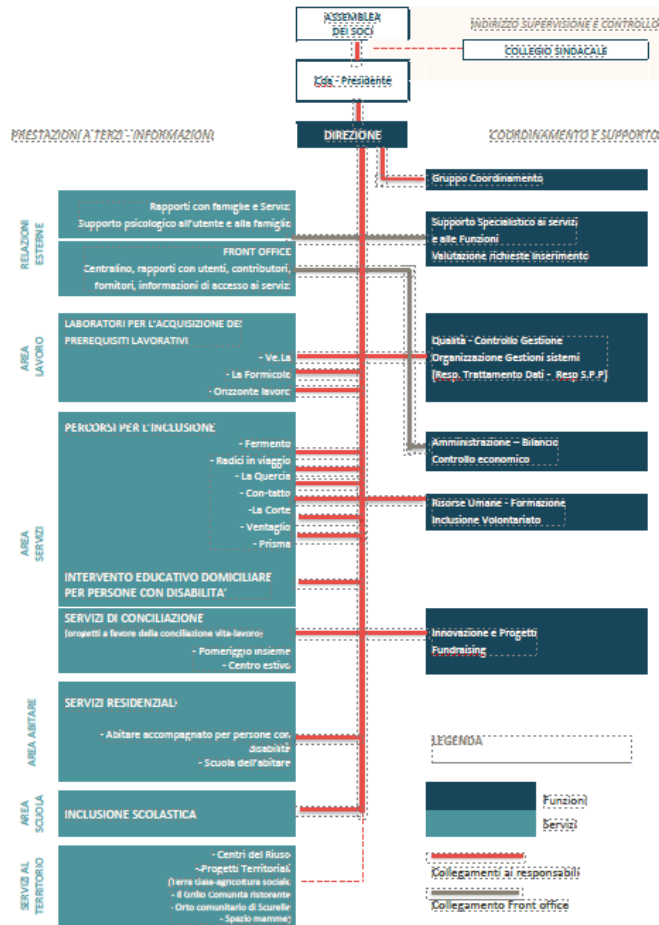 ASSEMBLEA
DEI SOCI
INDIRIZZO SUPERVISIONE E CONTROLLO
COLLEGIO SINDACALE
Cda - Presidente
PRESTAZIONI A TERZI - INFORMAZIONI
DIREZIONE
COORDINAMENTO E SUPPORTO
Gruppo Coordinamento
RELAZIONI
ESTERNE
Rapporti con famiglie e Servizi
Supporto psicologico all'utente e alla famiglie
FRONT OFFICE
Centralino, rapporti con utenti, contributori,
fornitori, informazioni di accesso ai servizi
Supporto Specialistico ai servizi
e alle Funzioni
Valutazione richieste Inserimento
AREA
LAVORO
LABORATORI PER L'ACQUISIZIONE DEI
PREREQUISITI LAVORATIVI
- Ve.La
- La Formicola
- Orizzonte lavoro
Qualità - Controllo Gestione
Organizzazione Gestioni sistemi
(Resp. Trattamento Dati - Resp S.P.P)
Amministrazione – Bilancio
Controllo economico
AREA
SERVIZI
PERCORSI PER L'INCLUSIONE
- Fermento
- Radici in viaggio
- La Quercia
- Con-tatto
-La Corte
- Ventaglio
- Prisma
INTERVENTO EDUCATIVO DOMICILIARE
PER PERSONE CON DISABILITA'
SERVIZI DI CONCILIAZIONE
(progetti a favore della conciliazione vita-lavoro)
- Pomeriggio insieme
- Centro estivo
Risorse Umane - Formazione
Inclusione Volontariato
Innovazione e Progetti
Fundraising
AREA ABITARE
SERVIZI RESIDENZIALI
- Abitare accompagnato per persone con
disabilità
- Scuola dell'abitare
AREA
SCUOLA
INCLUSIONE SCOLASTICA
SERVIZI AL
TERRITORIO
- Centri del Riuso
-Progetti Territoriali
(Terra Gaia-agricoltura sociale
- Il Grillo Comunità ristorante
- Orto comunitario di Scurelle
- Spazio mamme)
LEGENDA
Funzioni
Servizi
Collegamenti ai responsabili
Collegamento Front office